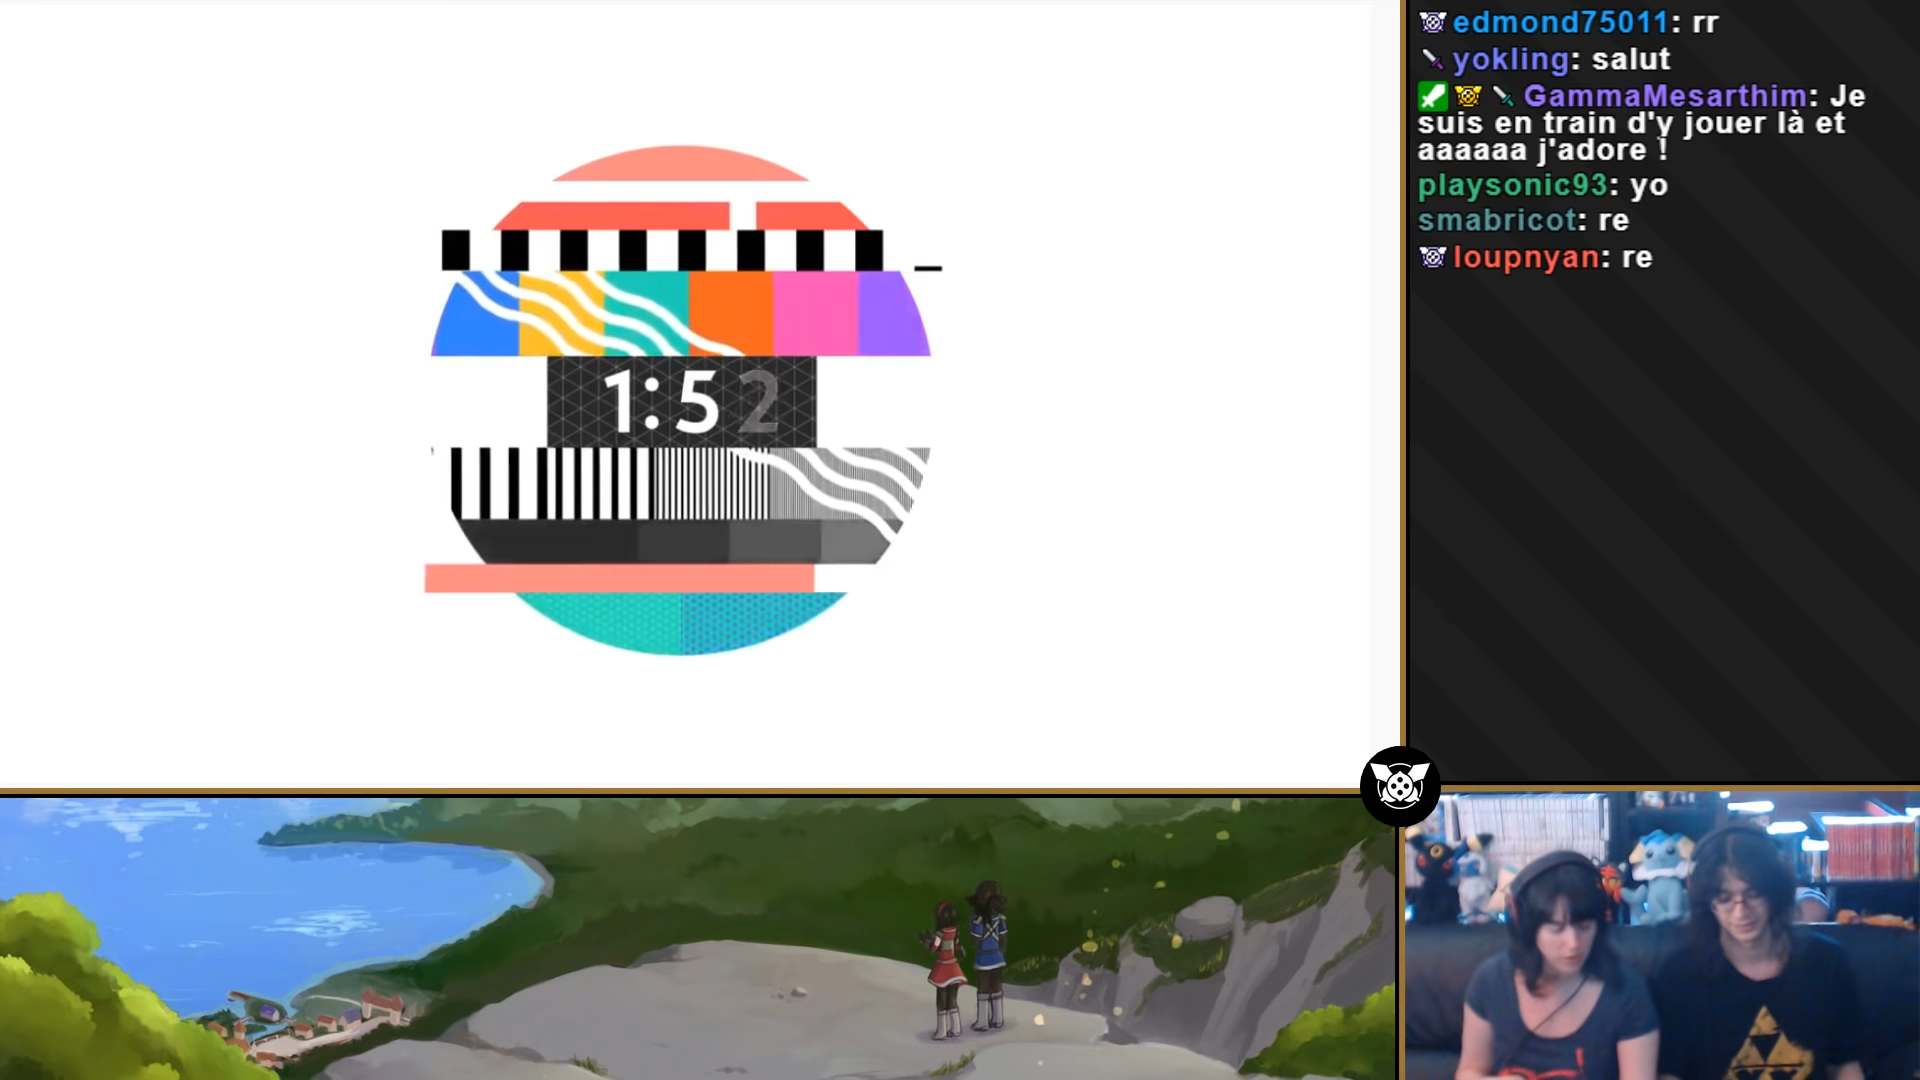 1:52
edmond75011: rr
yokling: salut
GammaMesarthim: Je
suis en train d'y jouer là et
aaaaaa j'adore !
playsonic93: yo
smabricot: re
loupnyan: re